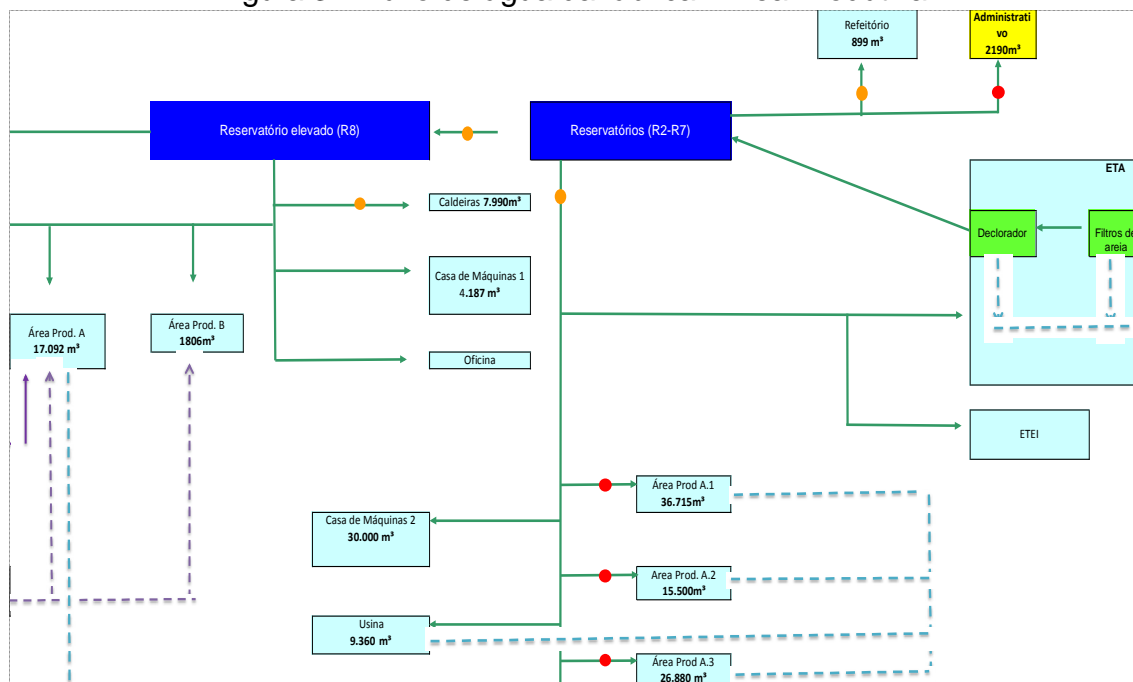 Refeitório
899 m³
Administrati
vo
2190m³
Reservatório elevado (R8)
Reservatórios (R2-R7)
ETA
Caldeiras 7.990m³
Declorador
Filtros de
areia
Casa de Máquinas 1
4.187 m³
Área Prod. A
17.092 m³
Área Prod. B
1806m³
Oficina
ETEI
Área Prod A.1
36.715m³
Casa de Máquinas 2
30.000 m³
Area Prod. A.2
15.500m³
Usina
9.360 m³
Área Prod A.3
26.880 m³